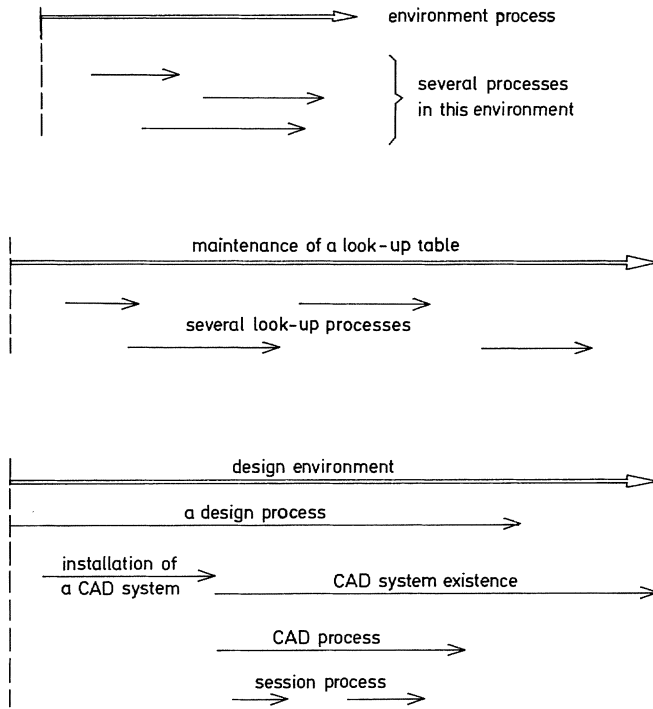 environment process
several processes
in this environment
maintenance of a look-up table
several look-up processes
design environment
a design process
installation of
a CAD system
CAD system existence
CAD process
session process